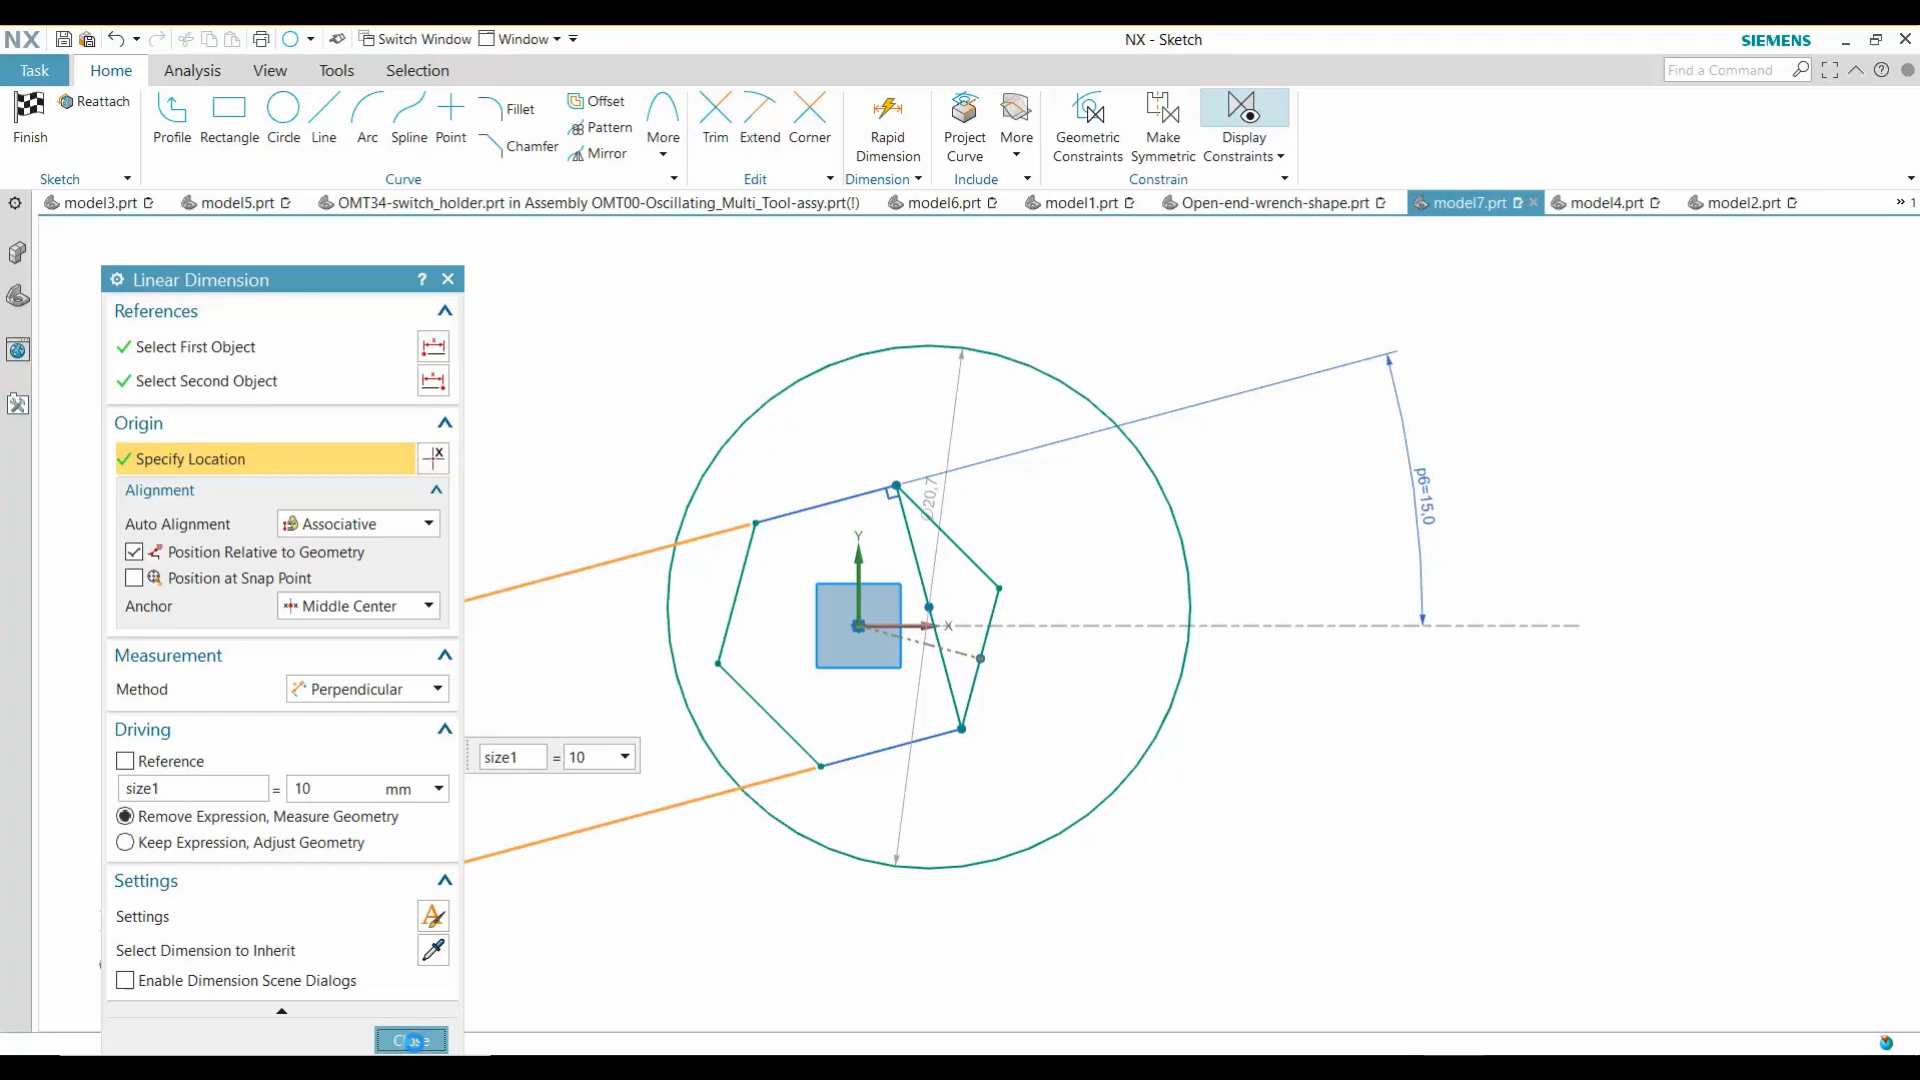 NX
Switch Window
Window
NX - Sketch
SIEMENS
Task
Home
Analysis
View
Tools
Selection
Find a Command
Finish
Reattach
Profile
Rectangle
Circle
Line
Arc
Spline
Point
Fillet
Chamfer
Offset
Pattern
Mirror
More
Trim
Extend
Corner
Rapid
Dimension
Project
Curve
More
Geometric
Constraints
Make
Symmetric
Display
Constraints
Sketch
Curve
Edit
Dimension
Include
Constrain
model3.prt
model5.prt
OMT34-switch_holder.prt in Assembly OMT00-Oscillating_Multi_Tool-assy.prt(!)
model6.prt
model1.prt
Open-end-wrench-shape.prt
model7.prt
model4.prt
model2.prt
» 1
Linear Dimension
?
References
Select First Object
Select Second Object
Origin
Specify Location
Alignment
Auto Alignment
Associative
Position Relative to Geometry
Position at Snap Point
Anchor
Middle Center
Measurement
Method
Perpendicular
Driving
Reference
size1 = 10 mm
Remove Expression, Measure Geometry
Keep Expression, Adjust Geometry
Settings
Settings
Select Dimension to Inherit
Enable Dimension Scene Dialogs
size1 = 10
Y
X
∅20,7
p6=15,0